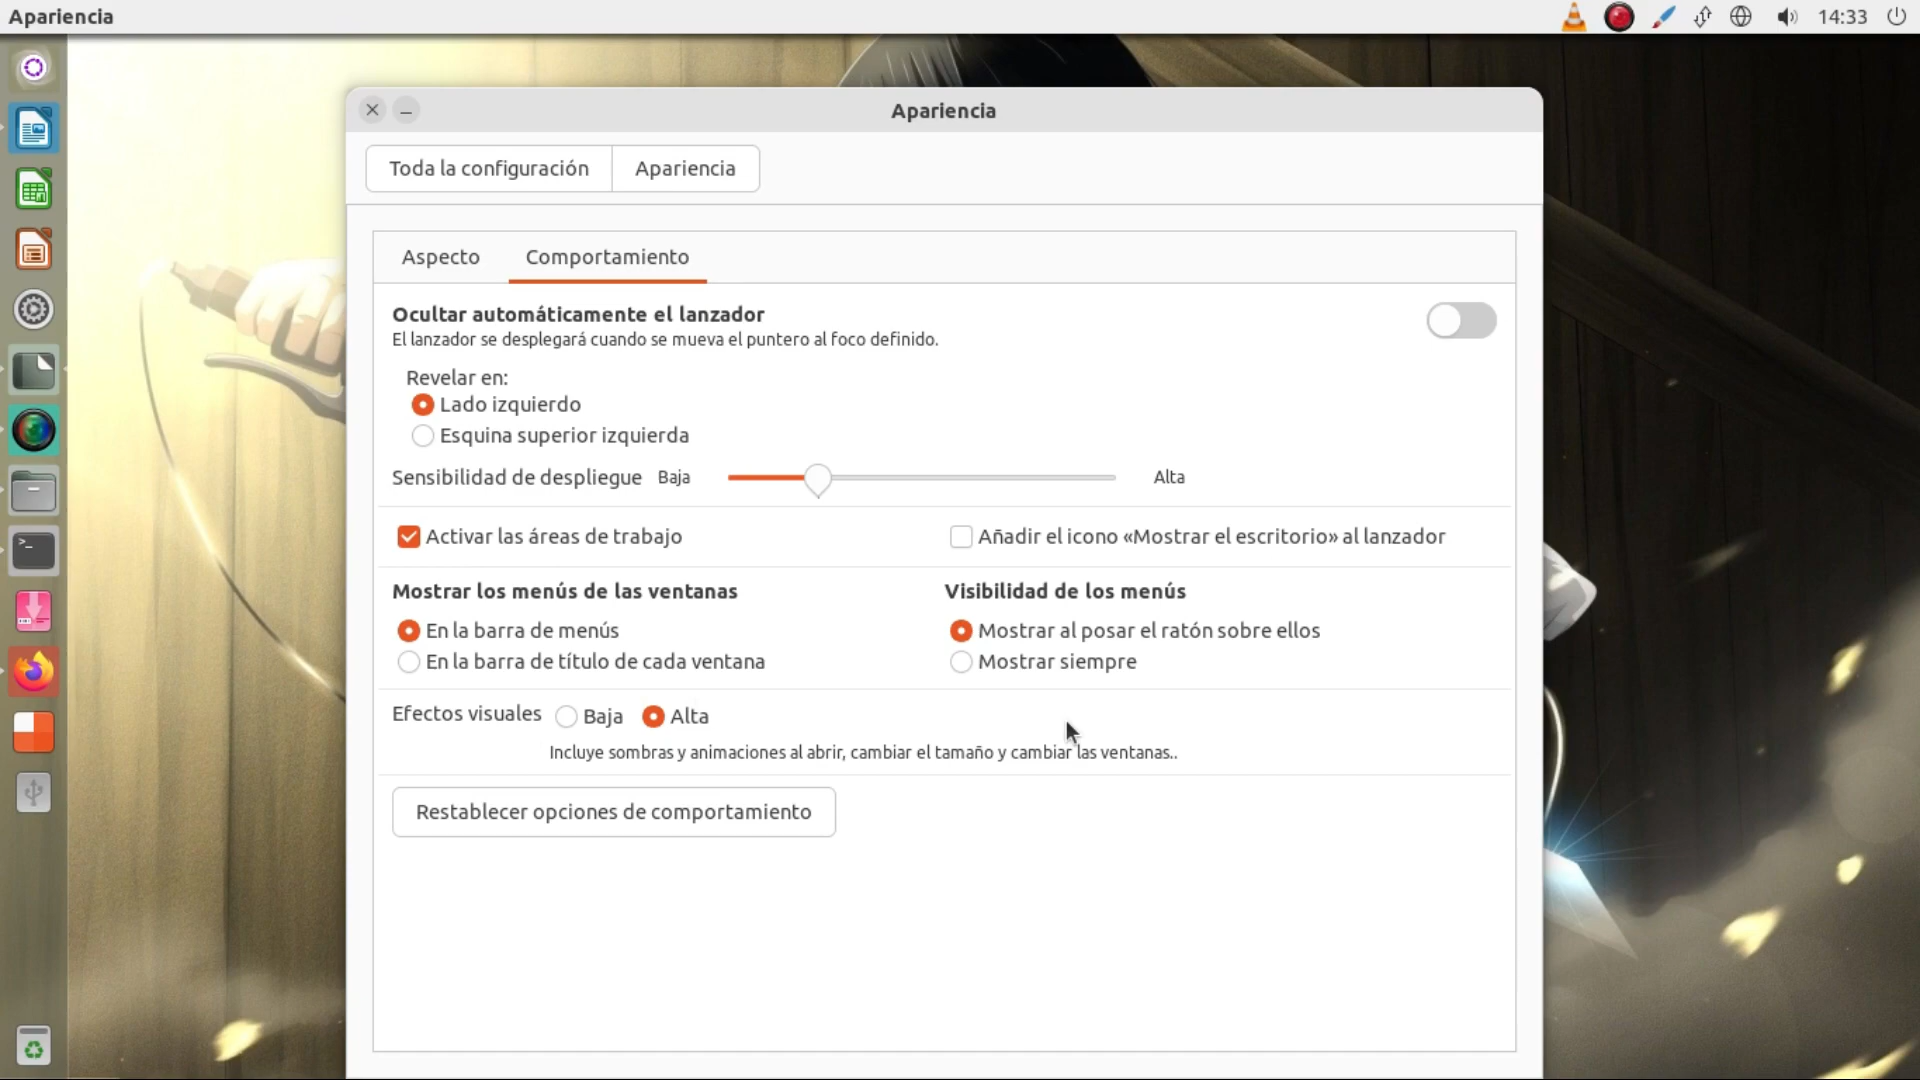 Apariencia
14:33
Apariencia
Toda la configuración
Apariencia
Aspecto
Comportamiento
Ocultar automáticamente el lanzador
El lanzador se desplegará cuando se mueva el puntero al foco definido.
Revelar en:
Lado izquierdo
Esquina superior izquierda
Sensibilidad de despliegue Baja Alta
Activar las áreas de trabajo
Añadir el icono «Mostrar el escritorio» al lanzador
Mostrar los menús de las ventanas
Visibilidad de los menús
En la barra de menús
Mostrar al posar el ratón sobre ellos
En la barra de título de cada ventana
Mostrar siempre
Efectos visuales Baja Alta
Incluye sombras y animaciones al abrir, cambiar el tamaño y cambiar las ventanas..
Restablecer opciones de comportamiento